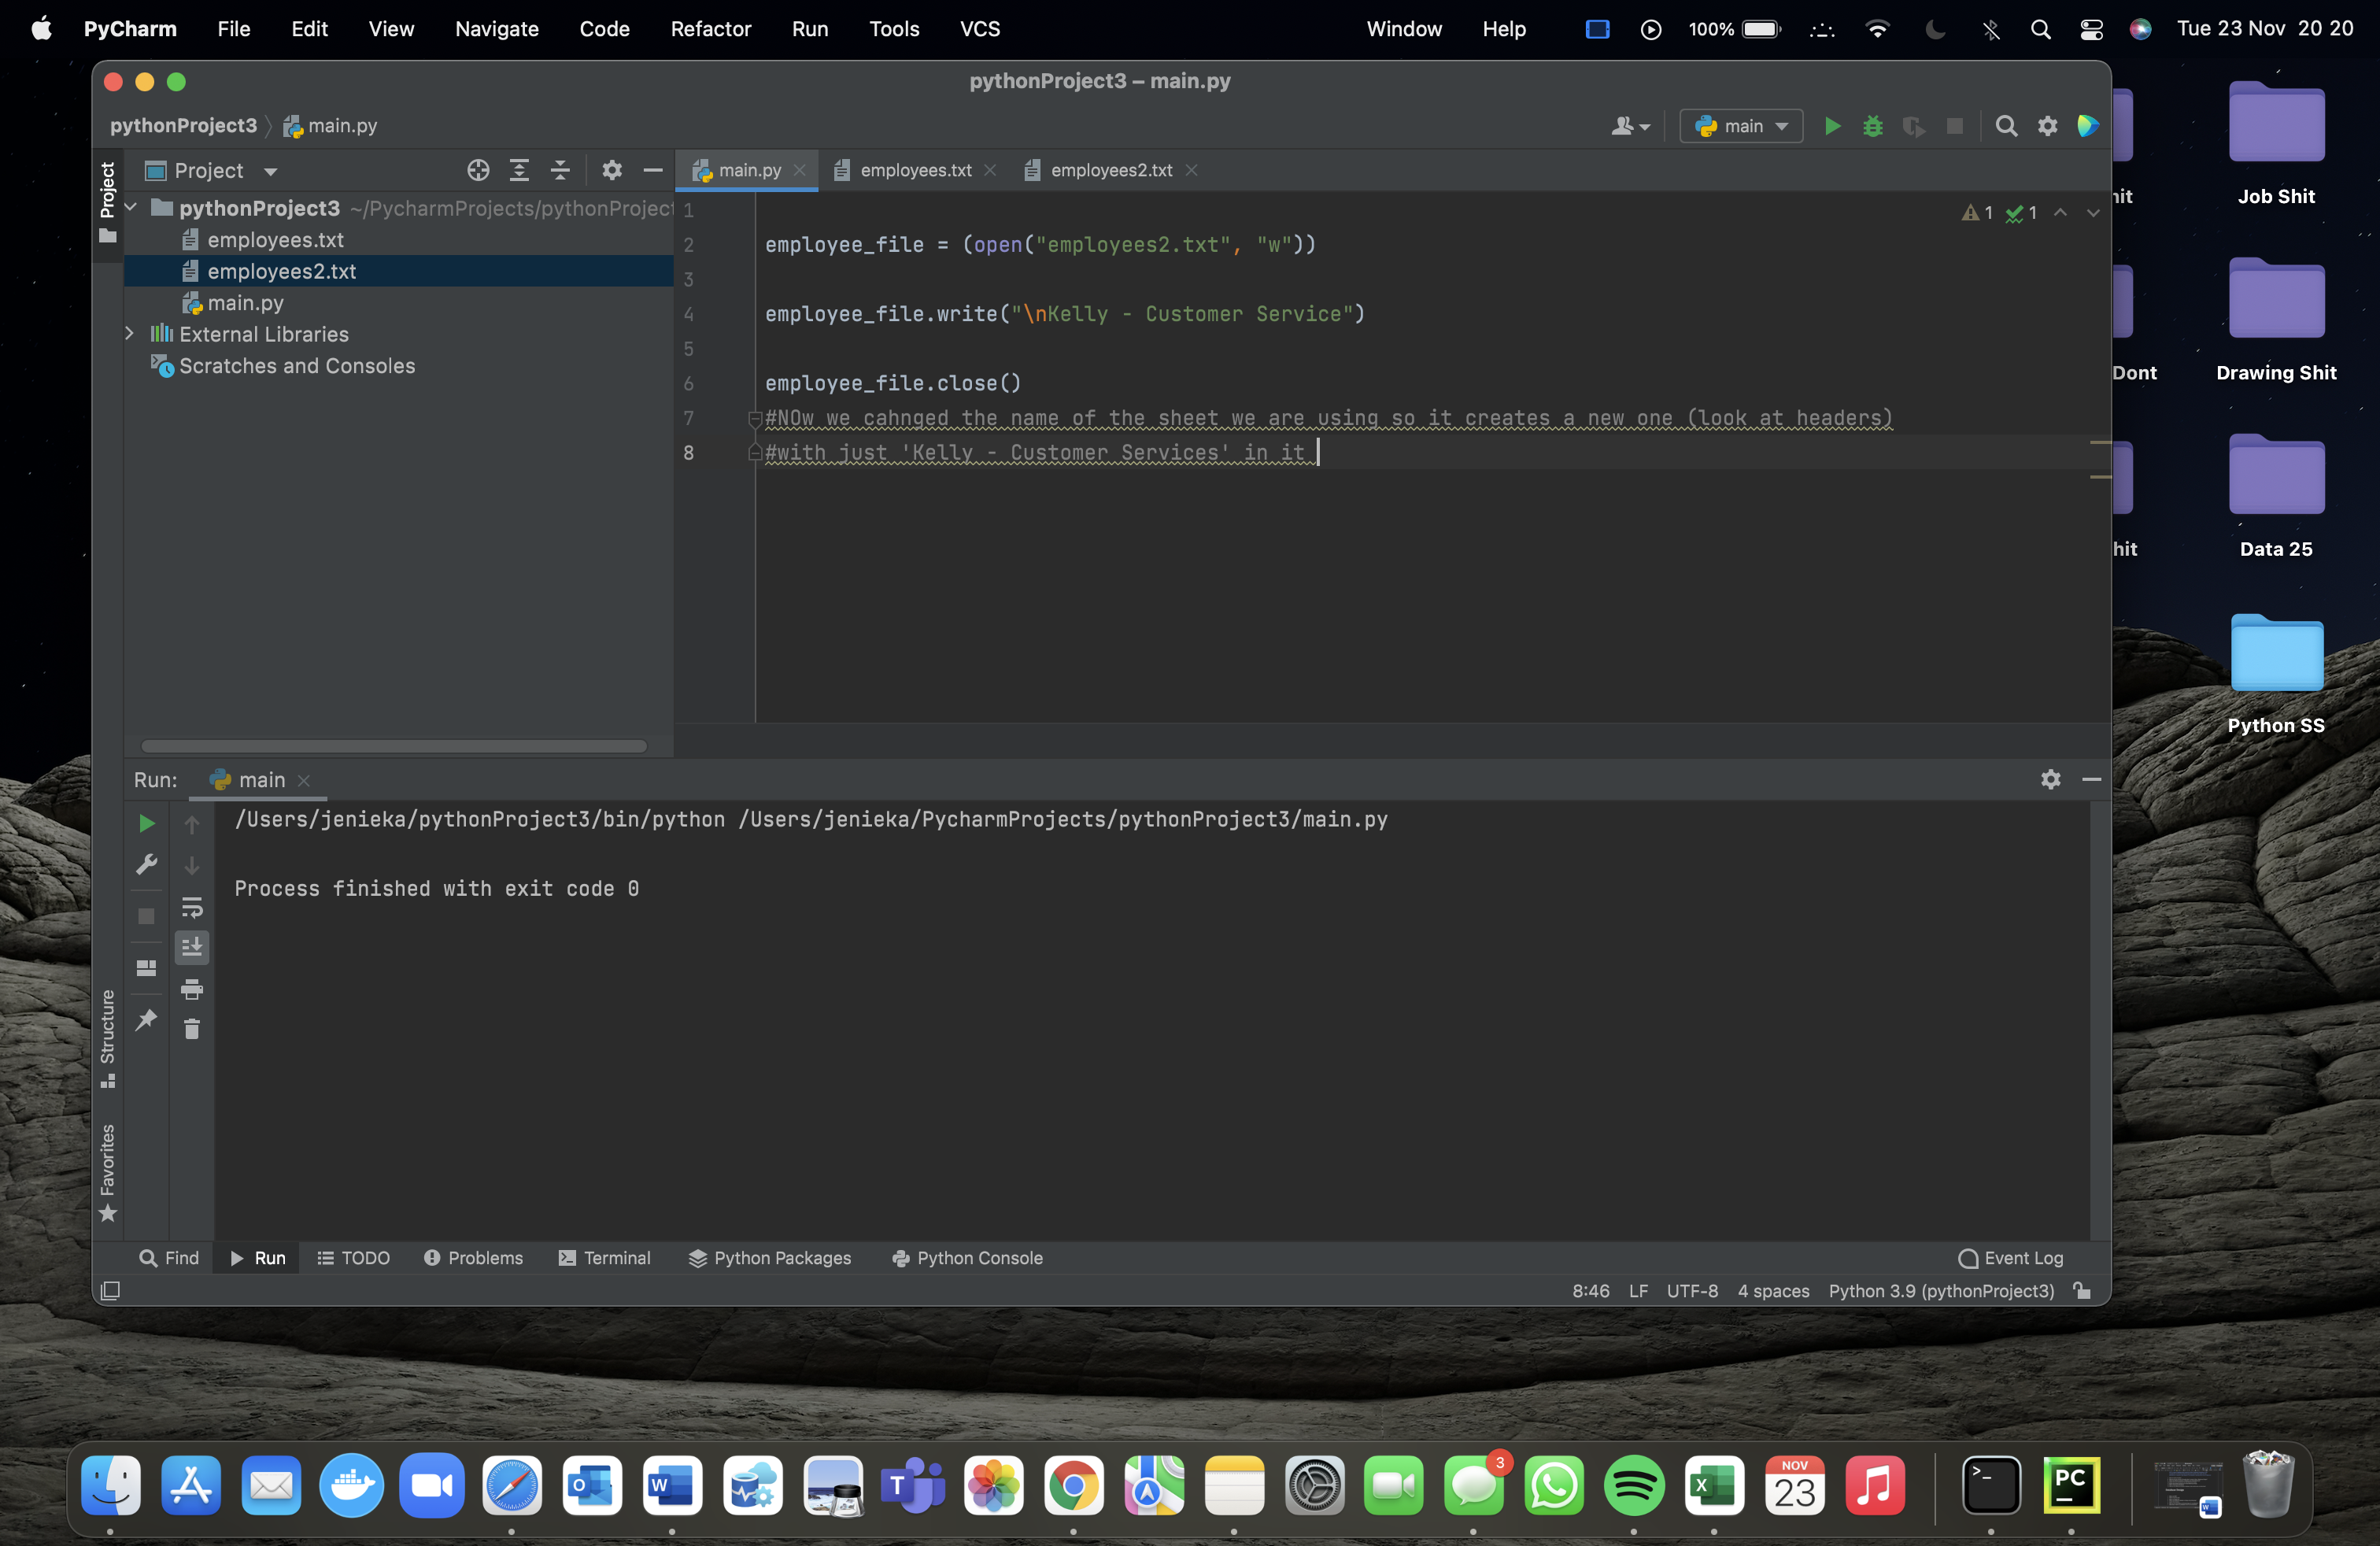 PyCharm File Edit View Navigate Code Refactor Run Tools VCS Window Help 100% Tue 23 Nov 20 20
pythonProject3 – main.py
pythonProject3 main.py main
Project
Project main.py employees.txt employees2.txt
pythonProject3 ~/PycharmProjects/pythonProject
employees.txt
employees2.txt
main.py
External Libraries
Scratches and Consoles
1 1 1
2 employee_file = (open("employees2.txt", "w"))
3
4 employee_file.write("\nKelly - Customer Service")
5
6 employee_file.close()
7 #NOw we cahnged the name of the sheet we are using so it creates a new one (look at headers)
8 #with just 'Kelly - Customer Services' in it
Job Shit
Dont Drawing Shit
hit Data 25
Python SS
Run: main
/Users/jenieka/pythonProject3/bin/python /Users/jenieka/PycharmProjects/pythonProject3/main.py
Process finished with exit code 0
Structure
Favorites
Find Run TODO Problems Terminal Python Packages Python Console Event Log
8:46 LF UTF-8 4 spaces Python 3.9 (pythonProject3)
O W T 3 X NOV 23 >_ PC W